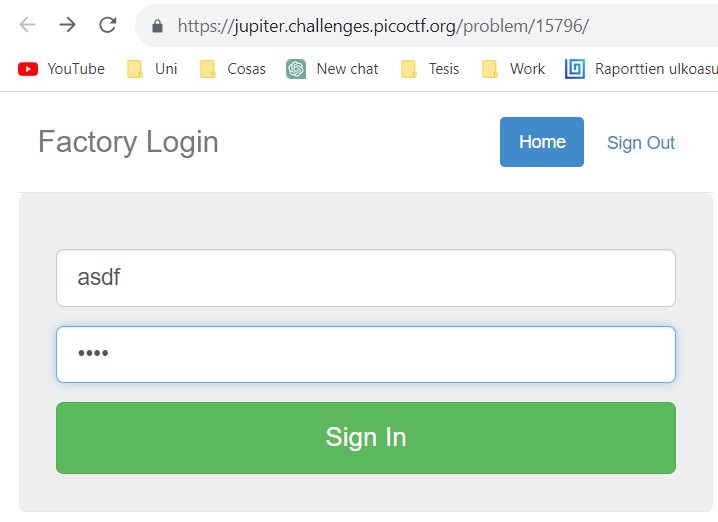 https://jupiter.challenges.picoctf.org/problem/15796/
YouTube Uni Cosas New chat Tesis Work Raporttien ulkoasu
Factory Login Home Sign Out
asdf
••••
Sign In